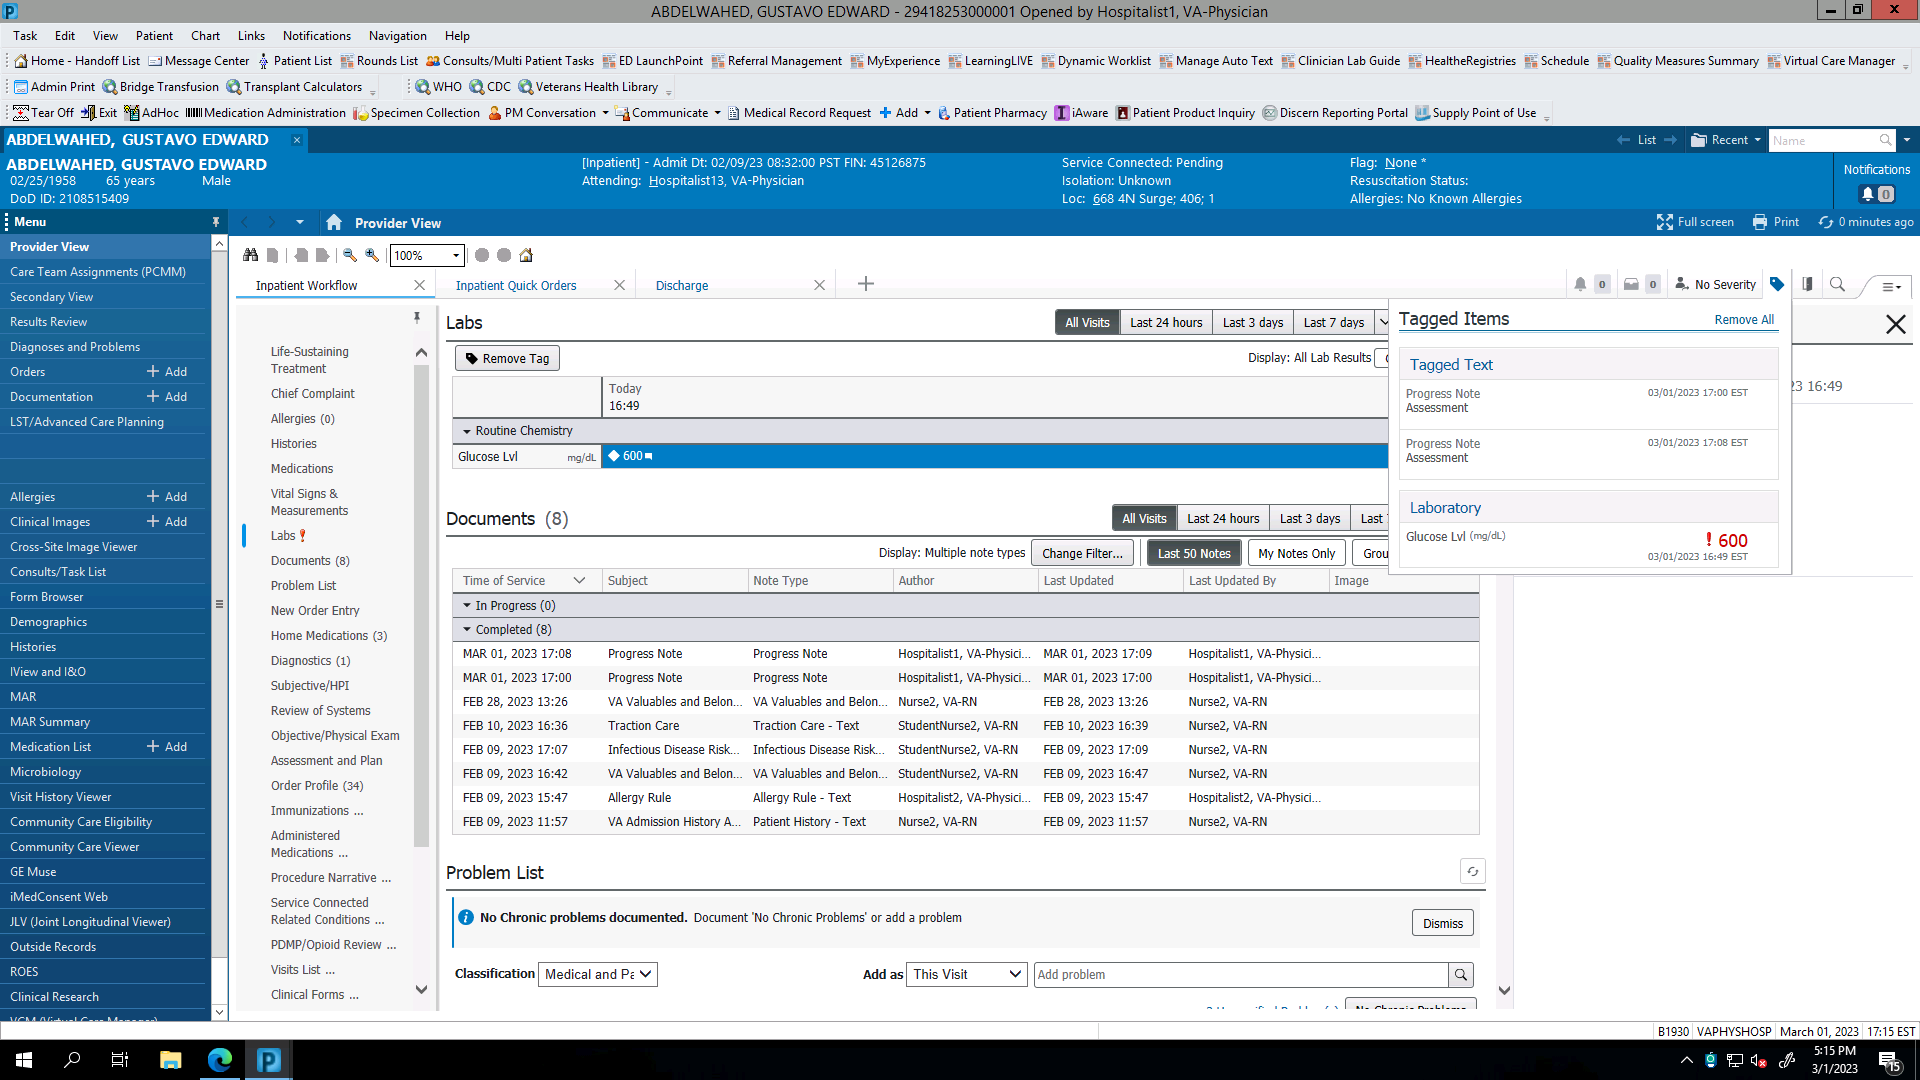 ABDELWAHED, GUSTAVO EDWARD - 29418253000001 Opened by Hospitalist1, VA-Physician
Task Edit View Patient Chart Links Notifications Navigation Help
Home - Handoff List Message Center Patient List Rounds List Consults/Multi Patient Tasks ED LaunchPoint Referral Management MyExperience LearningLIVE Dynamic Worklist Manage Auto Text Clinician Lab Guide HealtheRegistries Schedule Quality Measures Summary Virtual Care Manager
Admin Print Bridge Transfusion Transplant Calculators WHO CDC Veterans Health Library
Tear Off Exit AdHoc Medication Administration Specimen Collection PM Conversation Communicate Medical Record Request Add Patient Pharmacy iAware Patient Product Inquiry Discern Reporting Portal Supply Point of Use
ABDELWAHED, GUSTAVO EDWARD List Recent Name
ABDELWAHED, GUSTAVO EDWARD [Inpatient] - Admit Dt: 02/09/23 08:32:00 PST FIN: 45126875 Service Connected: Pending Flag: None *
02/25/1958 65 years Male Attending: Hospitalist13, VA-Physician Isolation: Unknown Resuscitation Status:
DoD ID: 2108515409 Loc: 668 4N Surge; 406; 1 Allergies: No Known Allergies
Notifications
0
Menu
Provider View Full screen Print 0 minutes ago
Provider View
Care Team Assignments (PCMM)
Secondary View
Results Review
Diagnoses and Problems
Orders Add
Documentation Add
LST/Advanced Care Planning
Allergies Add
Clinical Images Add
Cross-Site Image Viewer
Consults/Task List
Form Browser
Demographics
Histories
IView and I&O
MAR
MAR Summary
Medication List Add
Microbiology
Visit History Viewer
Community Care Eligibility
Community Care Viewer
GE Muse
iMedConsent Web
JLV (Joint Longitudinal Viewer)
Outside Records
ROES
Clinical Research
VCM (Virtual Care Manager)
100%
Inpatient Workflow Inpatient Quick Orders Discharge 0 0 No Severity
Life-Sustaining
Treatment
Chief Complaint
Allergies (0)
Histories
Medications
Vital Signs &
Measurements
Labs
Documents (8)
Problem List
New Order Entry
Home Medications (3)
Diagnostics (1)
Subjective/HPI
Review of Systems
Objective/Physical Exam
Assessment and Plan
Order Profile (34)
Immunizations ...
Administered
Medications ...
Procedure Narrative ...
Service Connected
Related Conditions ...
PDMP/Opioid Review ...
Visits List ...
Clinical Forms ...
Labs All Visits Last 24 hours Last 3 days Last 7 days
Remove Tag Display: All Lab Results
Today
16:49
Routine Chemistry
Glucose Lvl mg/dL 600
Documents (8) All Visits Last 24 hours Last 3 days Last
Display: Multiple note types Change Filter... Last 50 Notes My Notes Only Grou
Time of Service Subject Note Type Author Last Updated Last Updated By Image
In Progress (0)
Completed (8)
MAR 01, 2023 17:08 Progress Note Progress Note Hospitalist1, VA-Physici... MAR 01, 2023 17:09 Hospitalist1, VA-Physici...
MAR 01, 2023 17:00 Progress Note Progress Note Hospitalist1, VA-Physici... MAR 01, 2023 17:00 Hospitalist1, VA-Physici...
FEB 28, 2023 13:26 VA Valuables and Belon... VA Valuables and Belon... Nurse2, VA-RN FEB 28, 2023 13:26 Nurse2, VA-RN
FEB 10, 2023 16:36 Traction Care Traction Care - Text StudentNurse2, VA-RN FEB 10, 2023 16:39 Nurse2, VA-RN
FEB 09, 2023 17:07 Infectious Disease Risk... Infectious Disease Risk... StudentNurse2, VA-RN FEB 09, 2023 17:09 Nurse2, VA-RN
FEB 09, 2023 16:42 VA Valuables and Belon... VA Valuables and Belon... StudentNurse2, VA-RN FEB 09, 2023 16:47 Nurse2, VA-RN
FEB 09, 2023 15:47 Allergy Rule Allergy Rule - Text Hospitalist2, VA-Physici... FEB 09, 2023 15:47 Hospitalist2, VA-Physici...
FEB 09, 2023 11:57 VA Admission History A... Patient History - Text Nurse2, VA-RN FEB 09, 2023 11:57 Nurse2, VA-RN
Problem List
No Chronic problems documented. Document 'No Chronic Problems' or add a problem Dismiss
Classification Medical and Pa Add as This Visit Add problem
Tagged Items Remove All
Tagged Text
Progress Note 03/01/2023 17:00 EST
Assessment
Progress Note 03/01/2023 17:08 EST
Assessment
Laboratory
Glucose Lvl (mg/dL) ! 600
03/01/2023 16:49 EST
23 16:49
B1930 VAPHYSHOSP March 01, 2023 17:15 EST
5:15 PM
3/1/2023
15